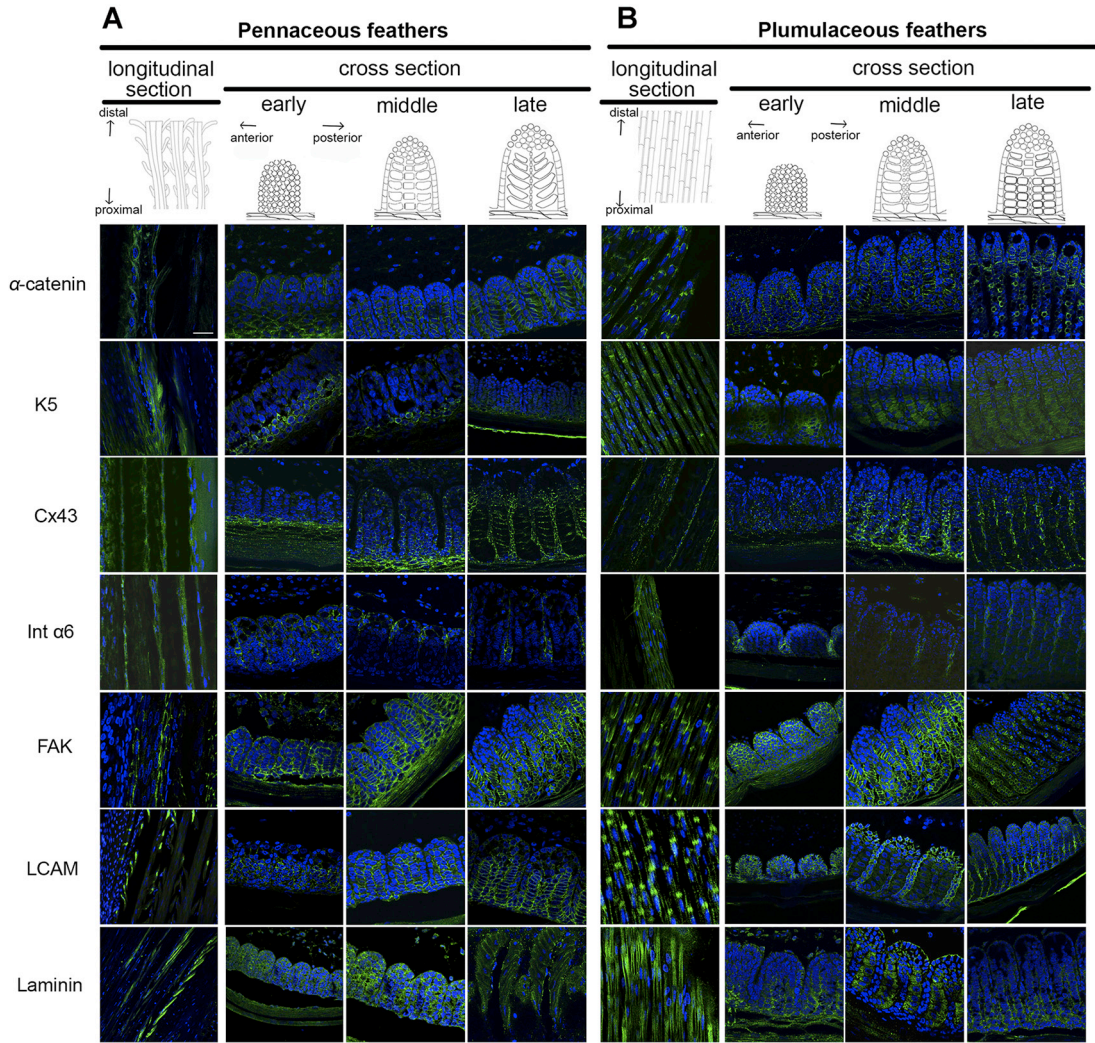 A
Pennaceous feathers
longitudinal
section
cross section
early
middle
late
distal
proximal
anterior
posterior
B
Plumulaceous feathers
longitudinal
section
cross section
early
middle
late
distal
proximal
anterior
posterior
α-catenin
K5
Cx43
Int α6
FAK
LCAM
Laminin